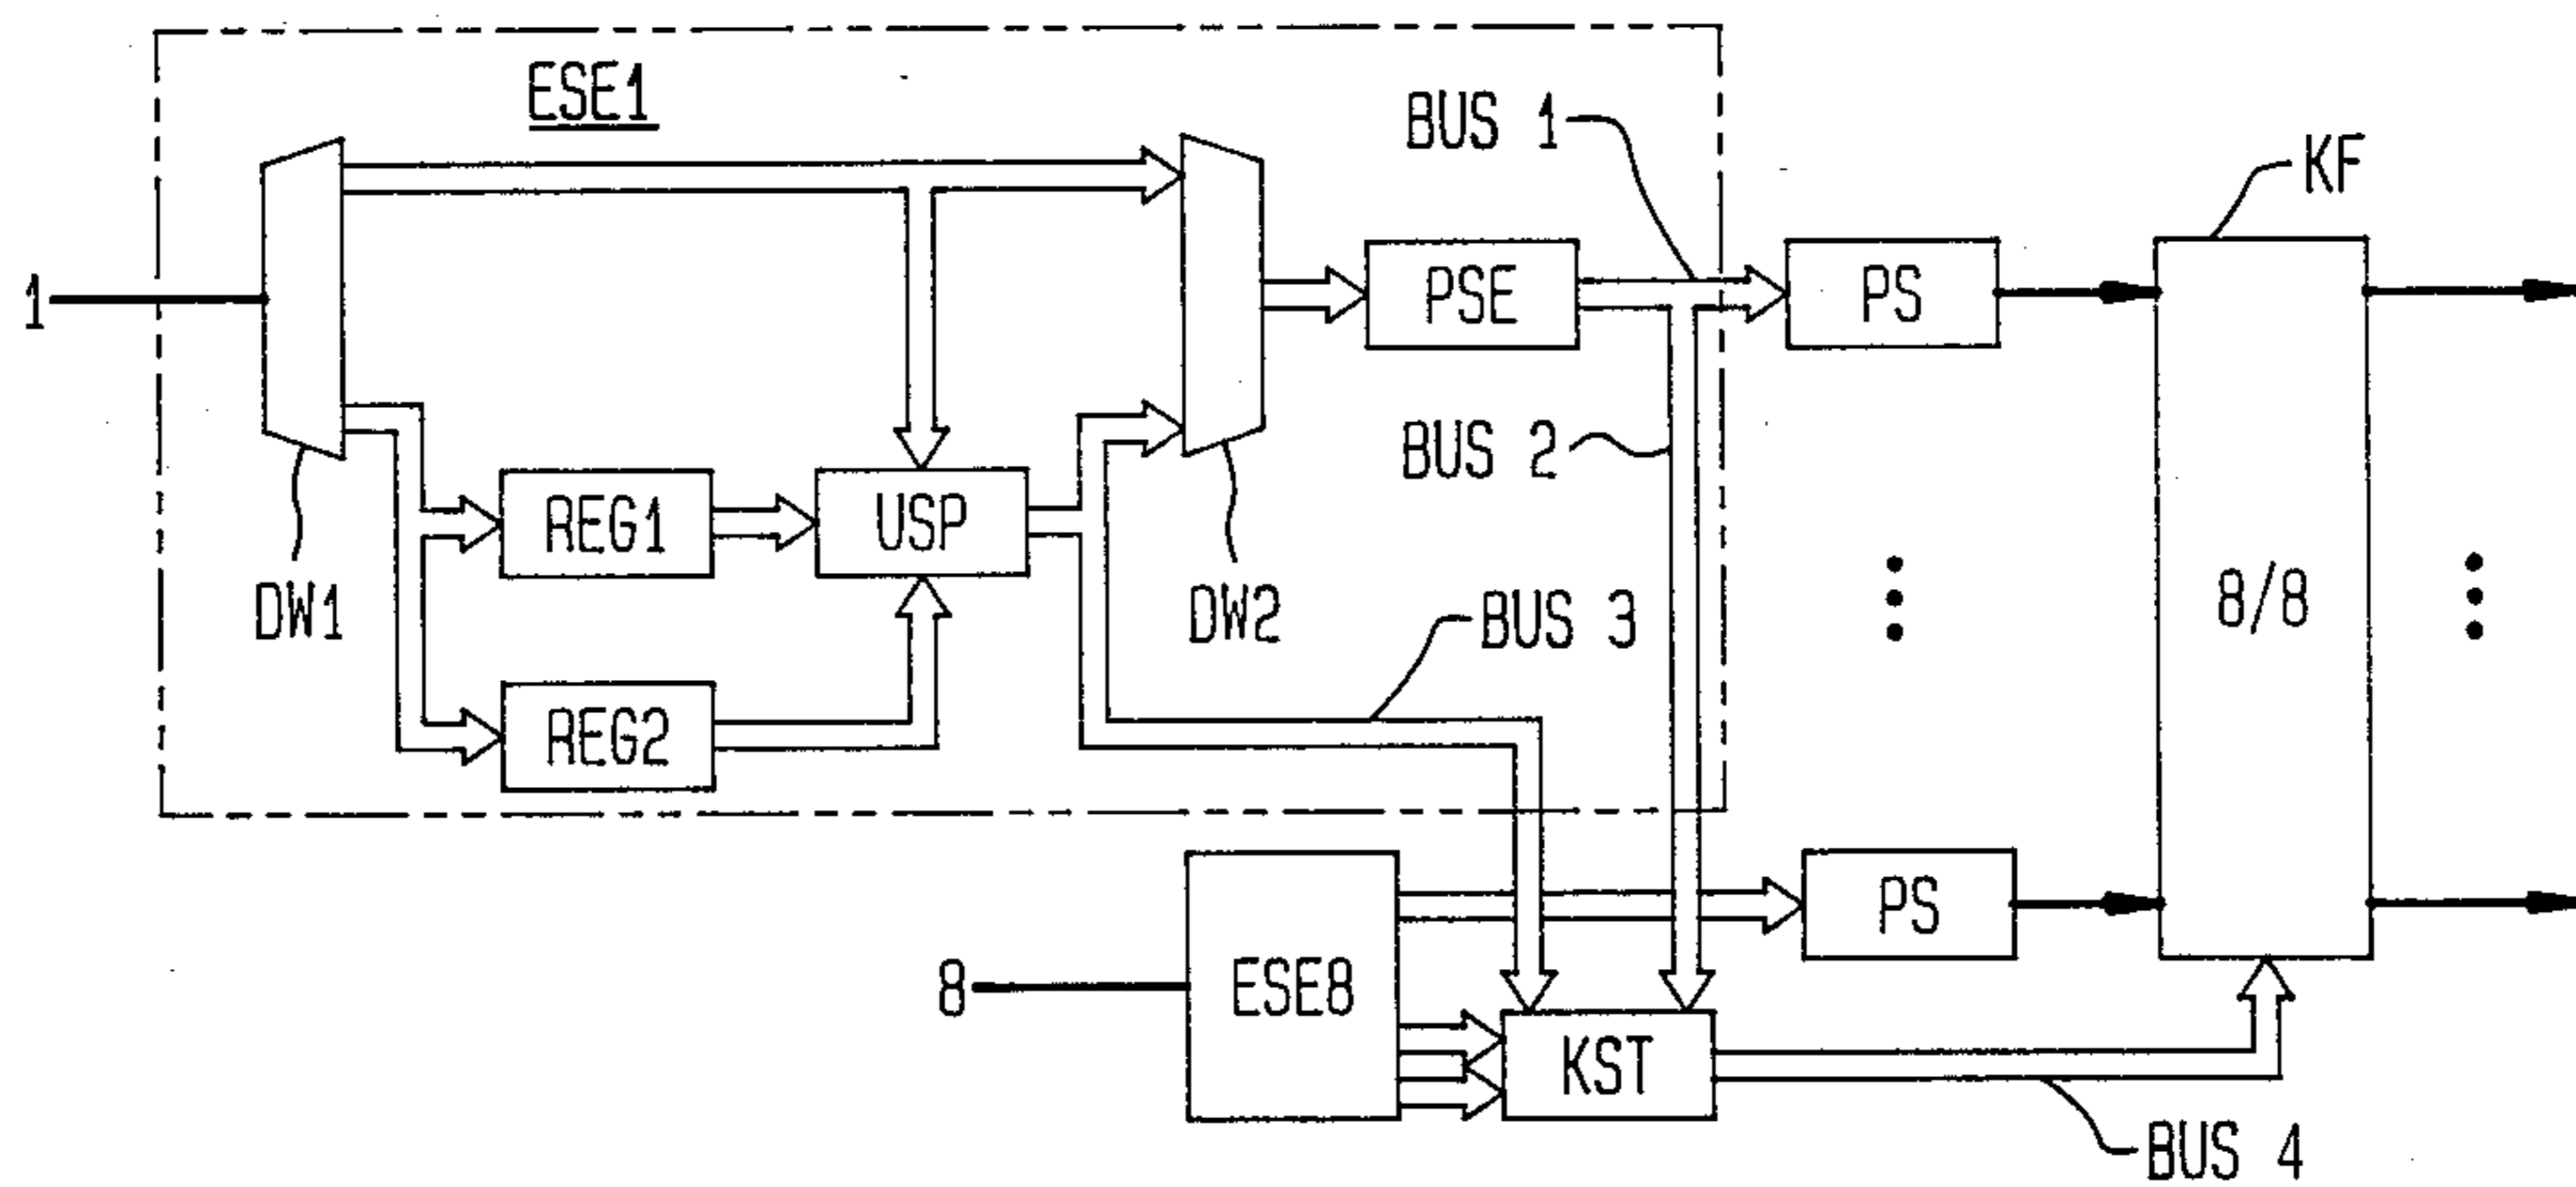 ESE1
BUS 1
KF
1
PSE
PS
BUS 2
REG1
USP
DW1
DW2
BUS 3
8/8
REG2
PS
8
ESE8
KST
BUS 4